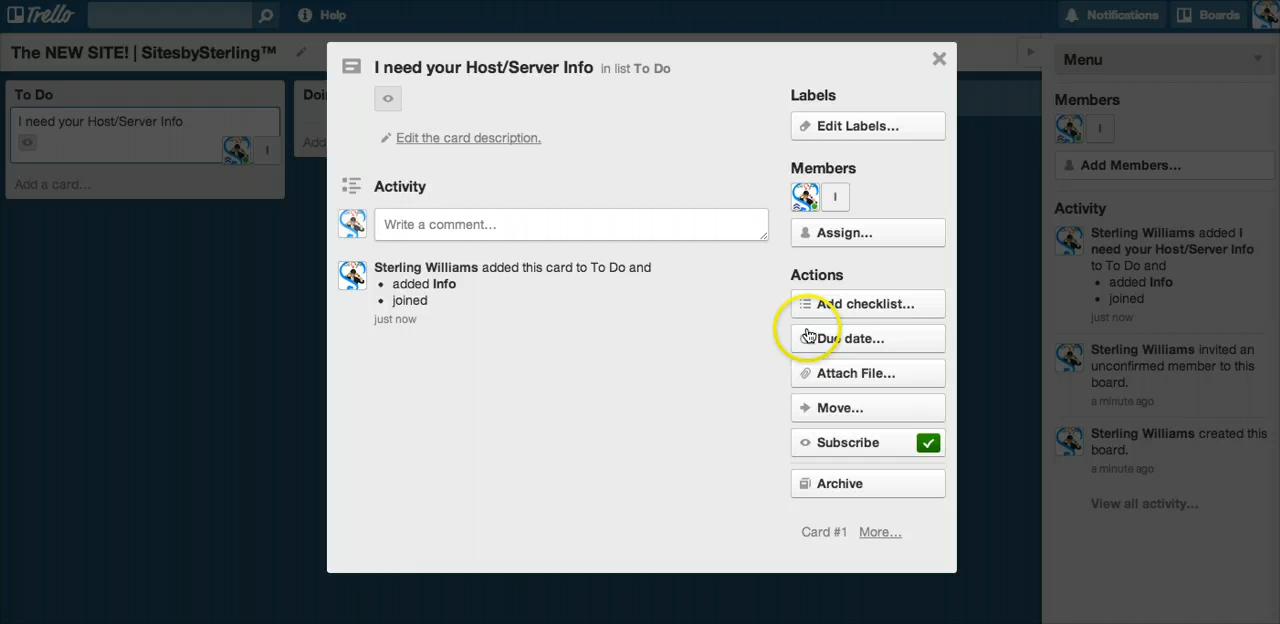 Trello
Help
Notifications
Boards
The NEW SITE! | SitesbySterling™
To Do
I need your Host/Server Info
I
Add a card...
Doi
Add
I need your Host/Server Info in list To Do
Edit the card description.
Activity
Write a comment...
Sterling Williams added this card to To Do and
• added Info
• joined
just now
Labels
Edit Labels...
Members
I
Assign...
Actions
Add checklist...
Due date...
Attach File...
Move...
Subscribe
Archive
Card #1 More...
Menu
Members
I
Add Members...
Activity
Sterling Williams added I
need your Host/Server Info
to To Do and
• added Info
• joined
just now
Sterling Williams invited an
unconfirmed member to this
board.
a minute ago
Sterling Williams created this
board.
a minute ago
View all activity...